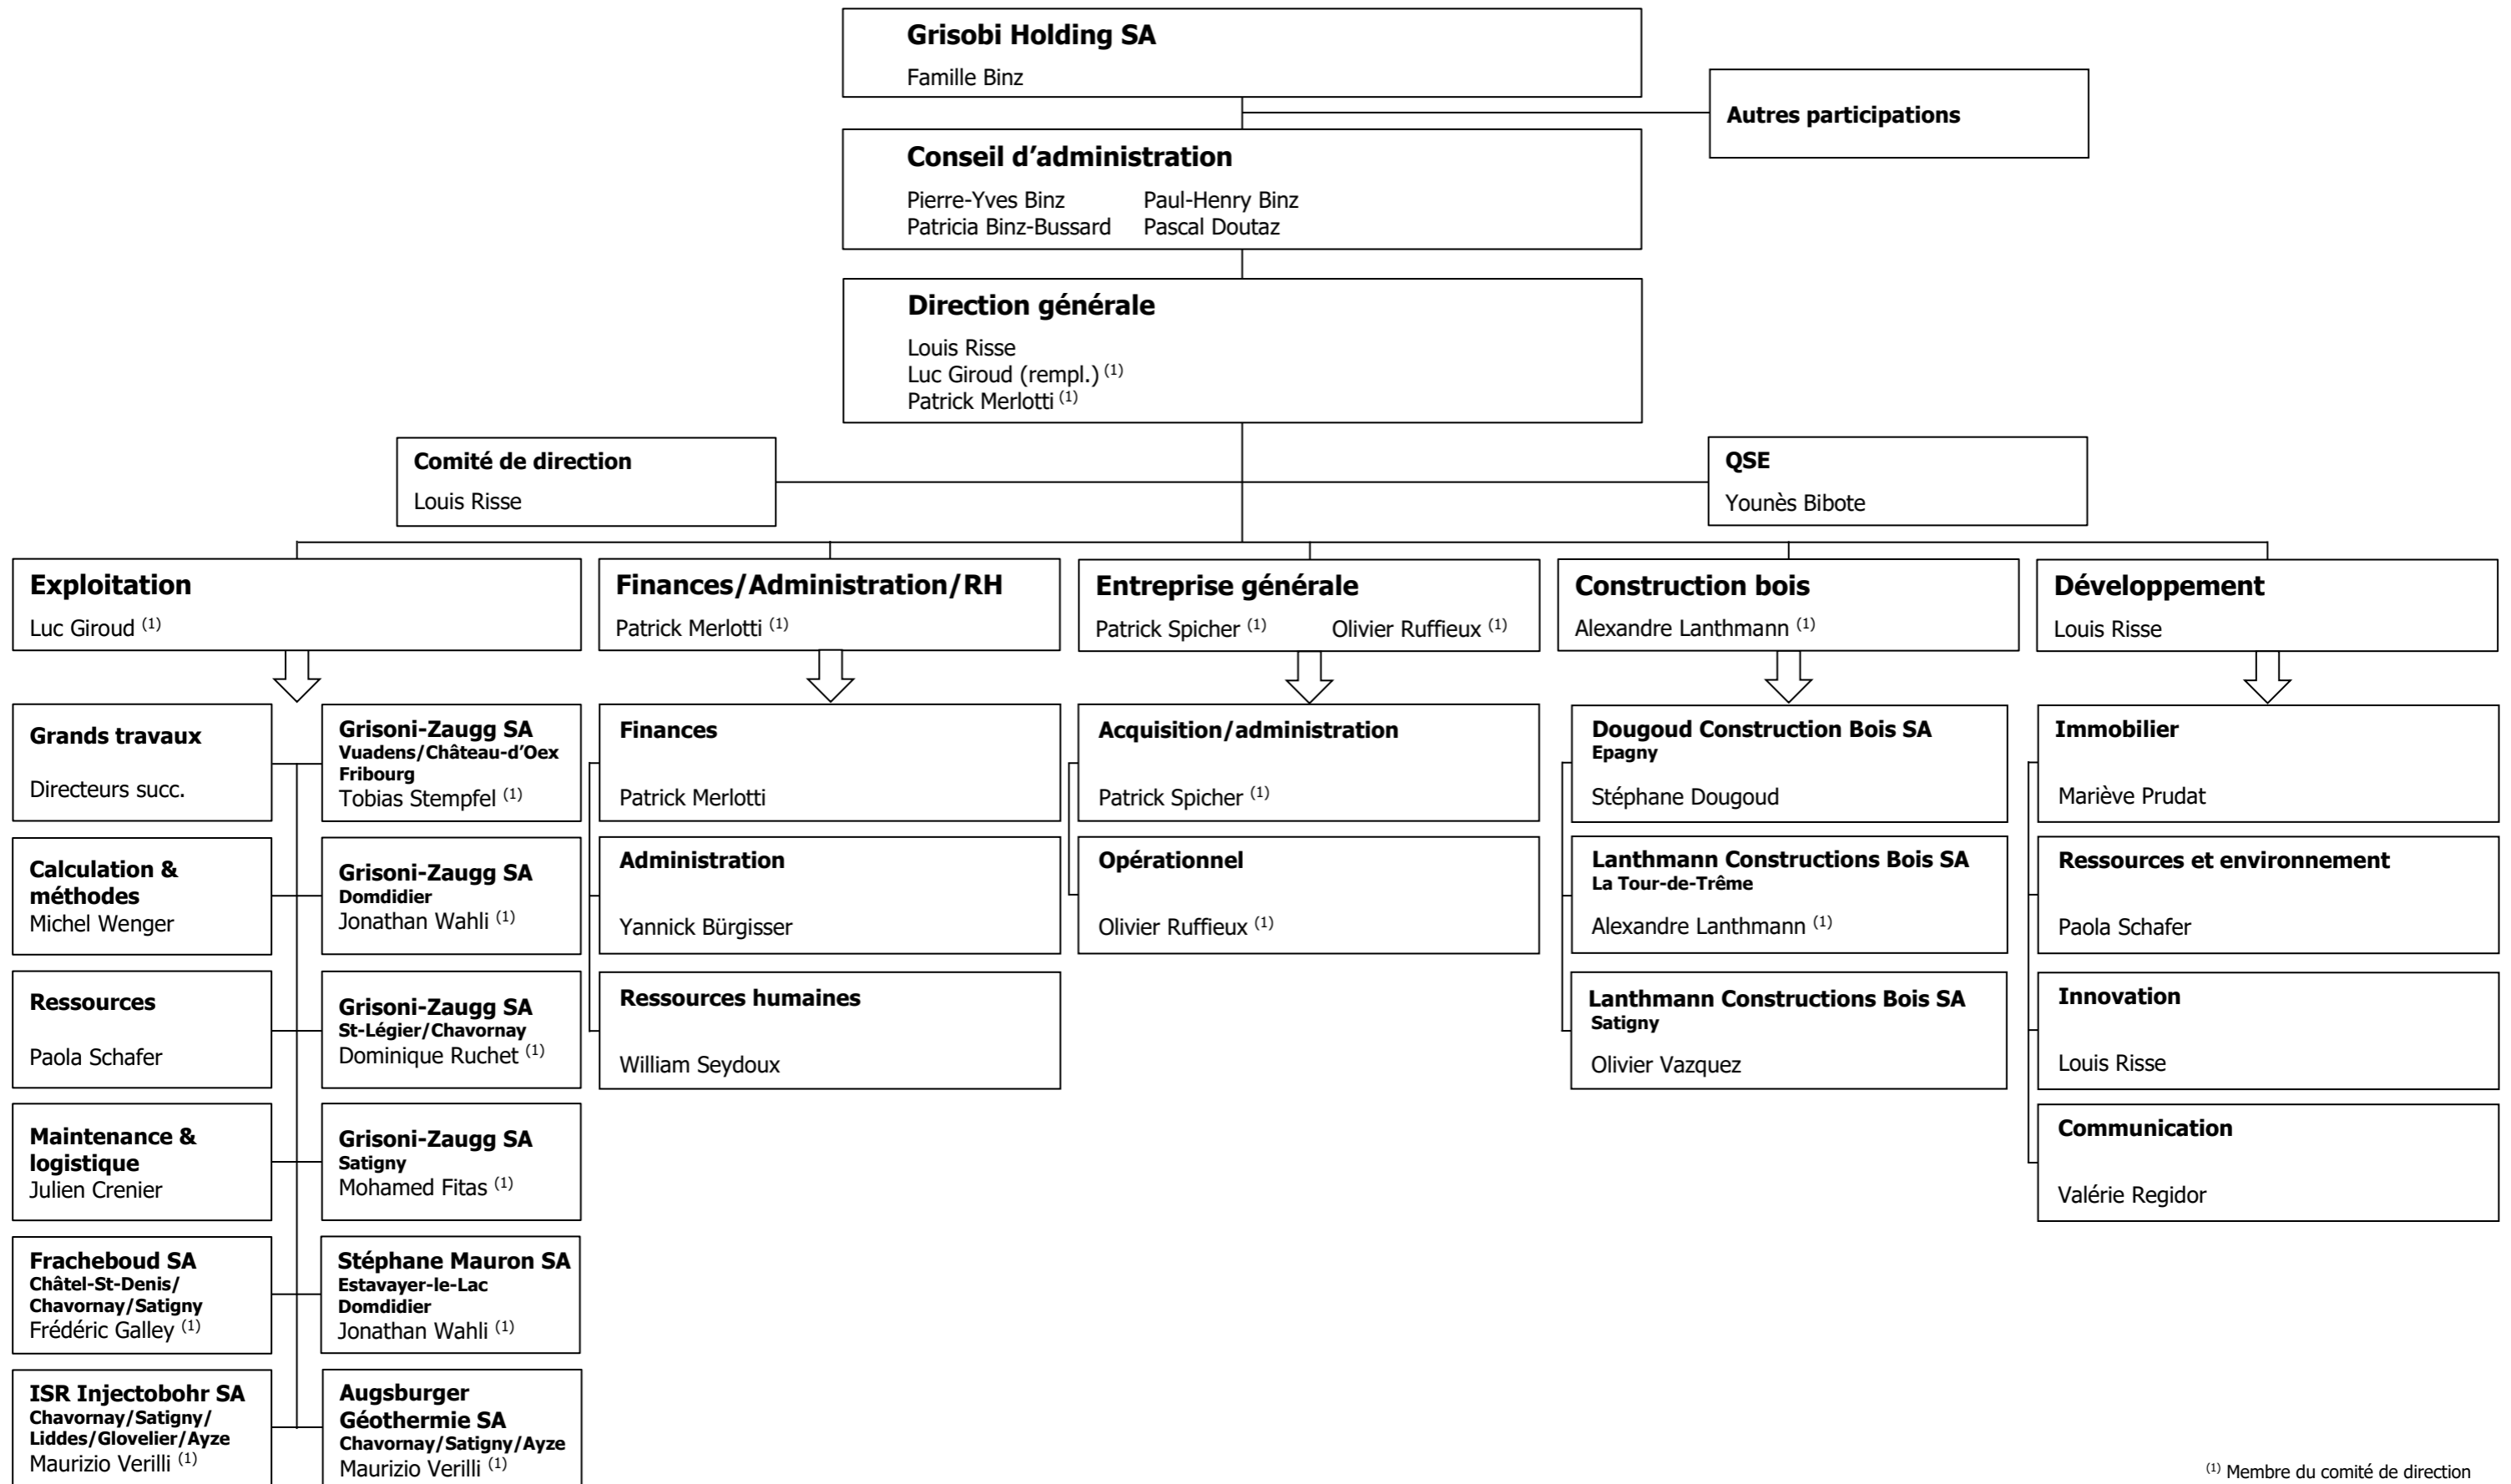 Grisobi Holding SA
Famille Binz
Autres participations
Conseil d’administration
Pierre-Yves Binz Paul-Henry Binz
Patricia Binz-Bussard Pascal Doutaz
Direction générale
Louis Risse
Luc Giroud (rempl.) (1)
Patrick Merlotti (1)
Comité de direction
Louis Risse
QSE
Younès Bibote
Exploitation
Luc Giroud (1)
Finances/Administration/RH
Patrick Merlotti (1)
Entreprise générale
Patrick Spicher (1) Olivier Ruffieux (1)
Construction bois
Alexandre Lanthmann (1)
Développement
Louis Risse
Grands travaux
Directeurs succ.
Calculation &
méthodes
Michel Wenger
Ressources
Paola Schafer
Maintenance &
logistique
Julien Crenier
Fracheboud SA
Châtel-St-Denis/
Chavornay/Satigny
Frédéric Galley (1)
ISR Injectobohr SA
Chavornay/Satigny/
Liddes/Glovelier/Ayze
Maurizio Verilli (1)
Grisoni-Zaugg SA
Vuadens/Château-d’Oex
Fribourg
Tobias Stempfel (1)
Grisoni-Zaugg SA
Domdidier
Jonathan Wahli (1)
Grisoni-Zaugg SA
St-Légier/Chavornay
Dominique Ruchet (1)
Grisoni-Zaugg SA
Satigny
Mohamed Fitas (1)
Stéphane Mauron SA
Estavayer-le-Lac
Domdidier
Jonathan Wahli (1)
Augsburger
Géothermie SA
Chavornay/Satigny/Ayze
Maurizio Verilli (1)
Finances
Patrick Merlotti
Administration
Yannick Bürgisser
Ressources humaines
William Seydoux
Acquisition/administration
Patrick Spicher (1)
Opérationnel
Olivier Ruffieux (1)
Dougoud Construction Bois SA
Epagny
Stéphane Dougoud
Lanthmann Constructions Bois SA
La Tour-de-Trême
Alexandre Lanthmann (1)
Lanthmann Constructions Bois SA
Satigny
Olivier Vazquez
Immobilier
Mariève Prudat
Ressources et environnement
Paola Schafer
Innovation
Louis Risse
Communication
Valérie Regidor
(1) Membre du comité de direction